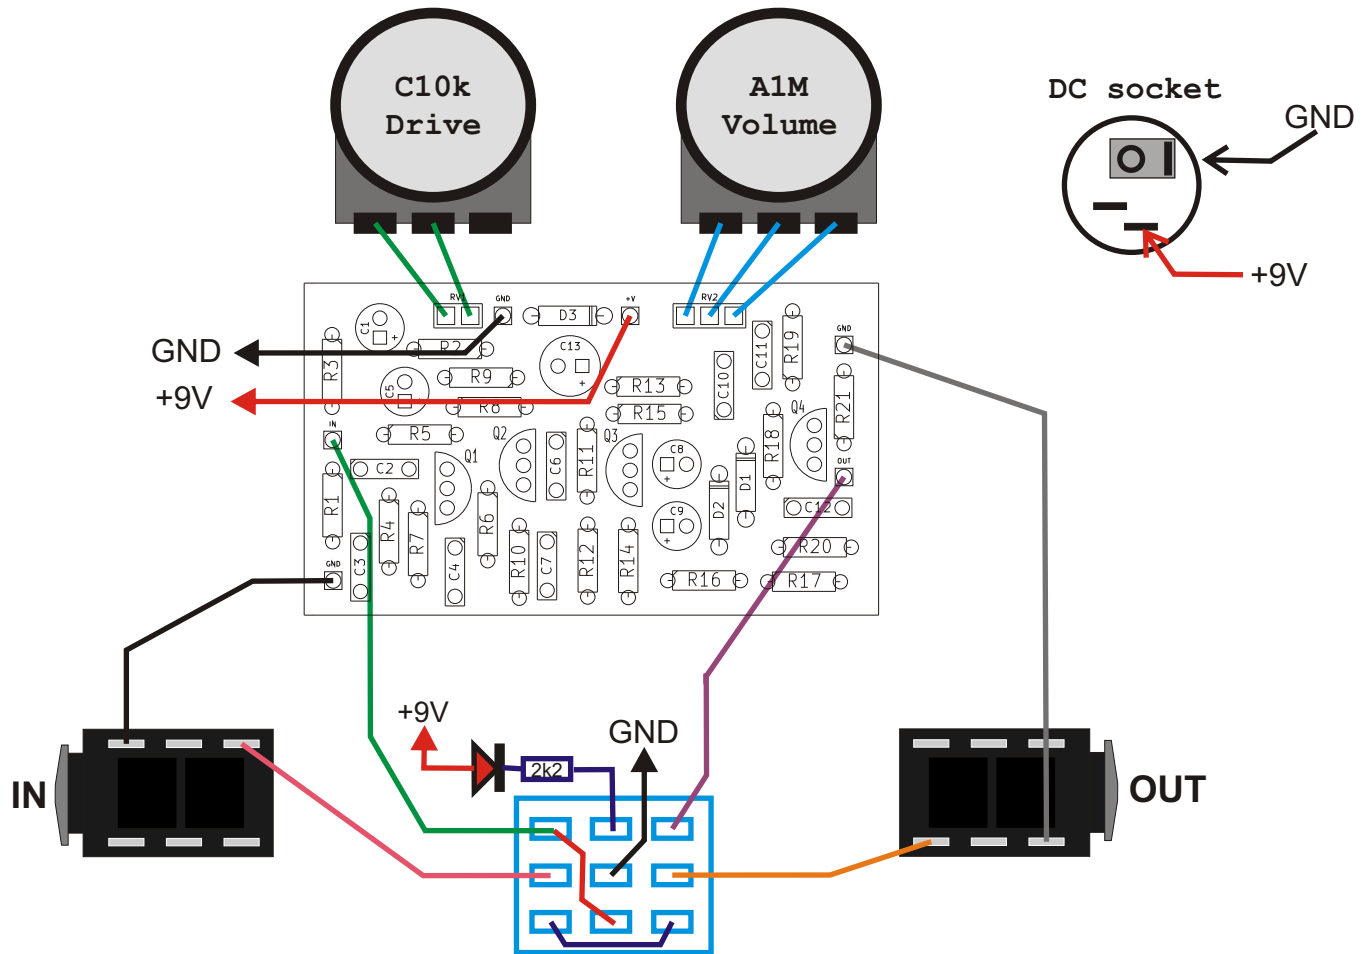 C10k
Drive
A1M
Volume
DC socket
GND
+9V
RV1
GND
D3
+V
RV2
C1
+
R2
C13
+
C11
R19
GND
GND
R3
R9
C5
R13
C10
+9V
R8
R15
R21
IN
R5
Q2
Q3
Q4
R18
C2
Q1
C6
R11
C8
+
D1
OUT
R1
R4
R7
R6
C9
+
D2
C12
R10
C7
R12
R14
R20
GND
C3
C4
R16
R17
+9V
GND
2k2
IN
OUT